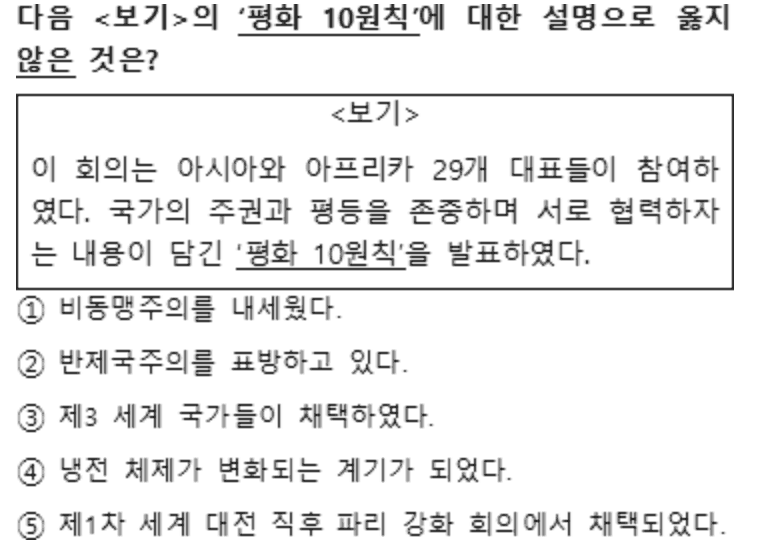 다음 <보기>의 ‘평화 10원칙’에 대한 설명으로 옳지
않은 것은?
<보기>
이 회의는 아시아와 아프리카 29개 대표들이 참여하
였다. 국가의 주권과 평등을 존중하며 서로 협력하자
는 내용이 담긴 ‘평화 10원칙’을 발표하였다.
① 비동맹주의를 내세웠다.
② 반제국주의를 표방하고 있다.
③ 제3 세계 국가들이 채택하였다.
④ 냉전 체제가 변화되는 계기가 되었다.
⑤ 제1차 세계 대전 직후 파리 강화 회의에서 채택되었다.